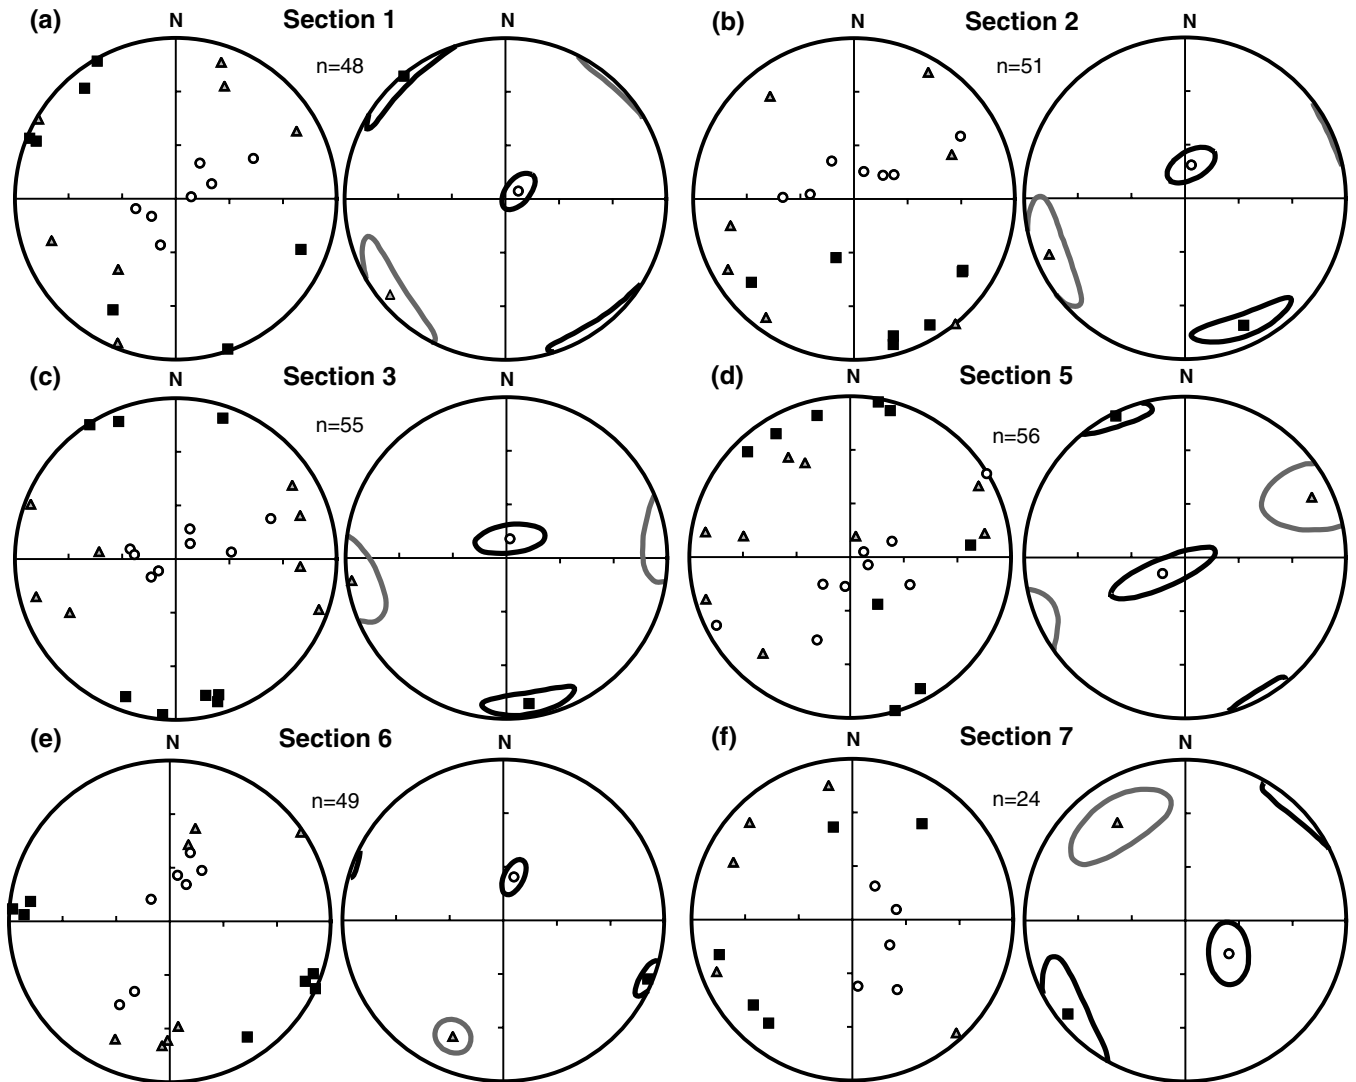 (a) Section 1 (b) Section 2
N N N N
n=48 n=51
(c) Section 3 (d) Section 5
N N N N
n=55 n=56
(e) Section 6 (f) Section 7
N N N N
n=49 n=24